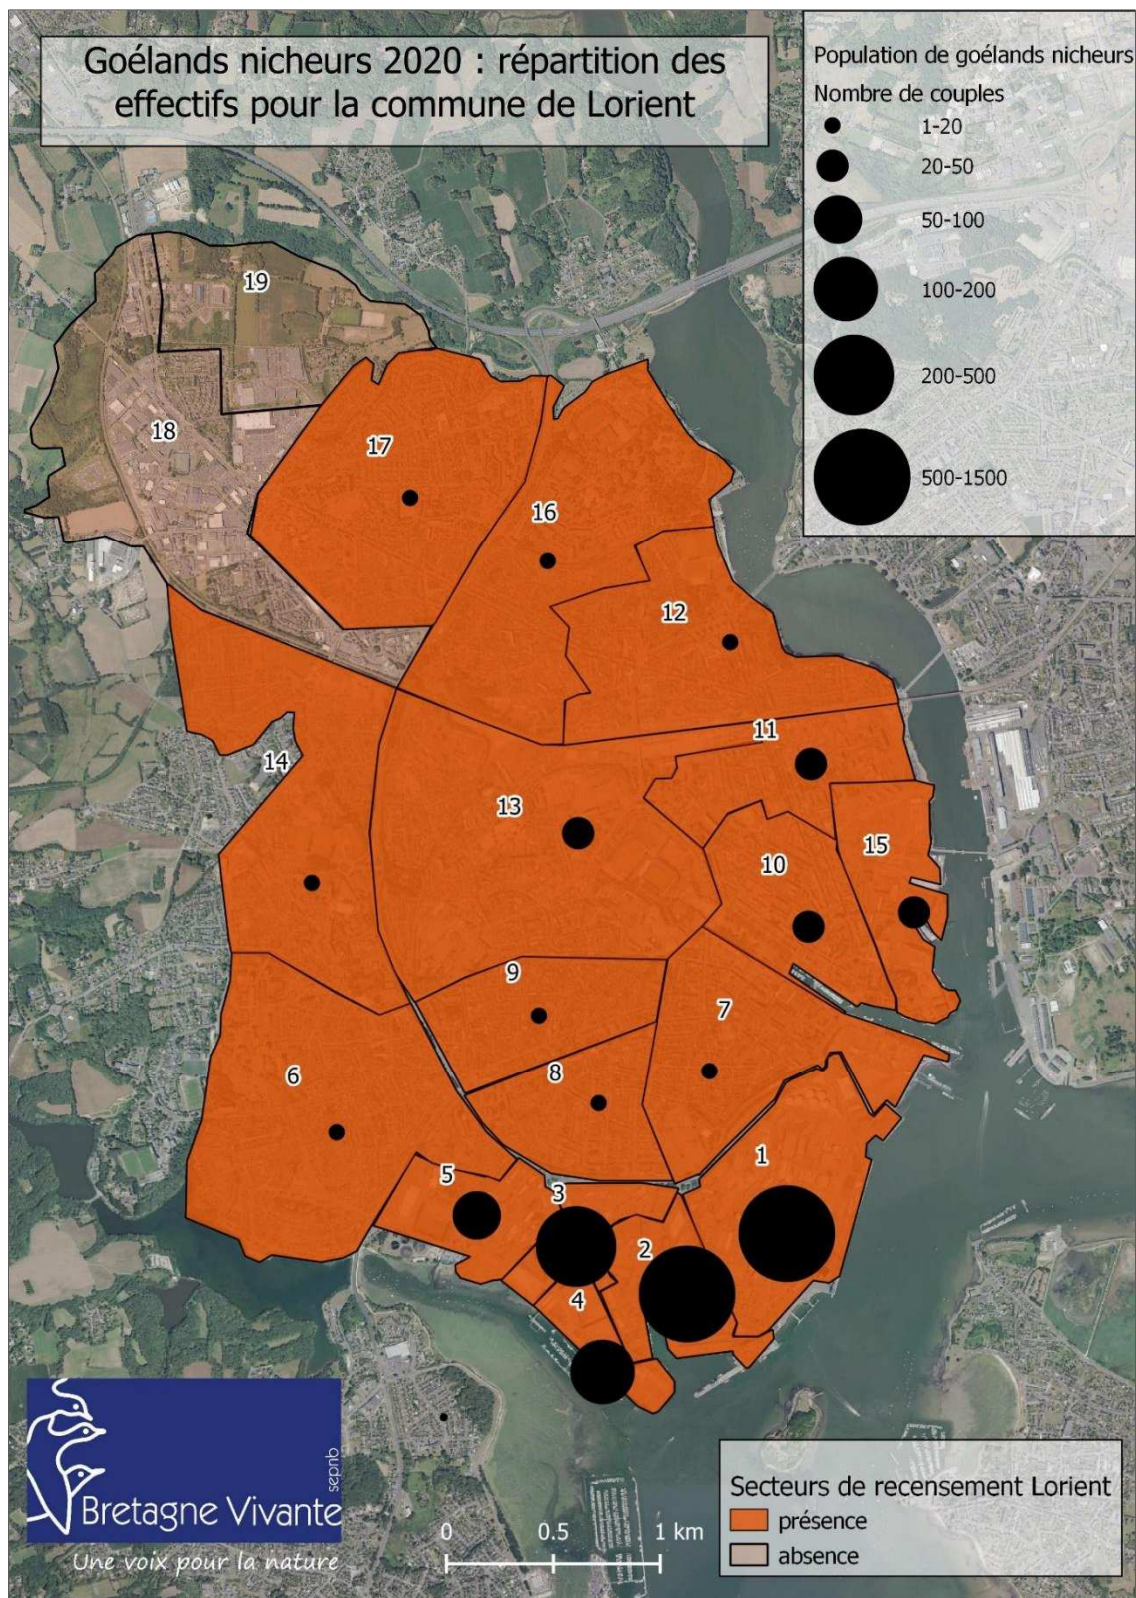 Goélands nicheurs 2020 : répartition des
effectifs pour la commune de Lorient
Population de goélands nicheurs
Nombre de couples
1-20
20-50
50-100
100-200
200-500
500-1500
19
18
17
16
12
11
14
13
15
10
9
7
8
6
1
5
3
2
4
sepnb
Bretagne Vivante
Une voix pour la nature
0 0.5 1 km
Secteurs de recensement Lorient
présence
absence